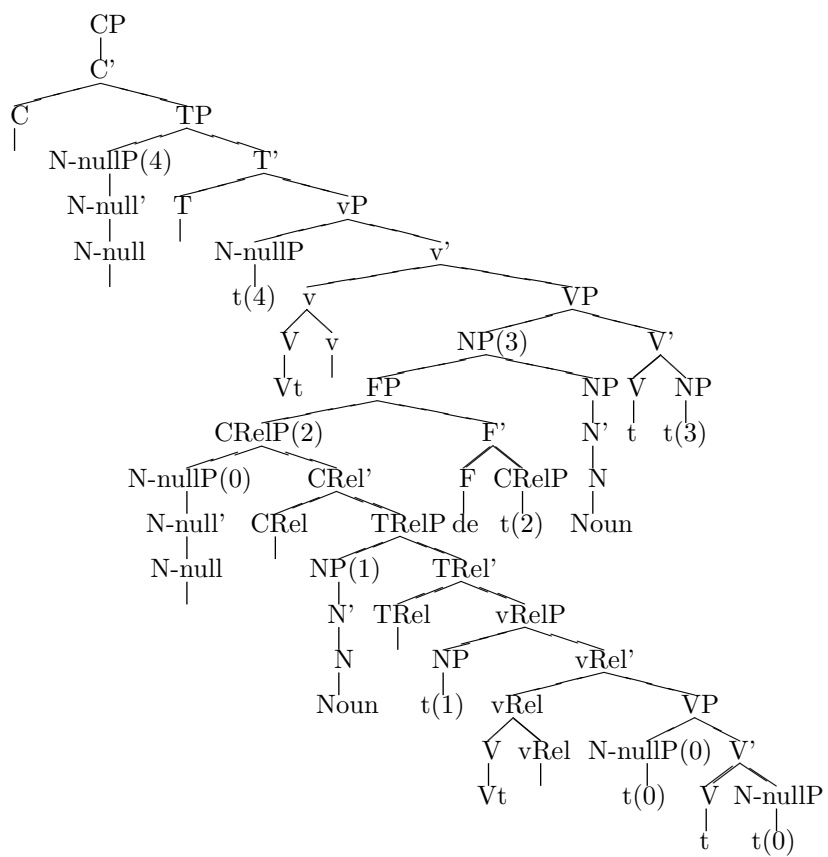 CP
C'
C TP
N-nullP(4) T'
N-null' T vP
N-null N-nullP v'
t(4) v VP
V v NP(3) V'
Vt FP NP V NP
CRelP(2) F' N' t t(3)
N-nullP(0) CRel' F CRelP N
N-null' CRel TRelP de t(2) Noun
N-null NP(1) TRel'
N' TRel vRelP
N NP vRel'
Noun t(1) vRel VP
V vRel N-nullP(0) V'
Vt t(0) V N-nullP
t t(0)